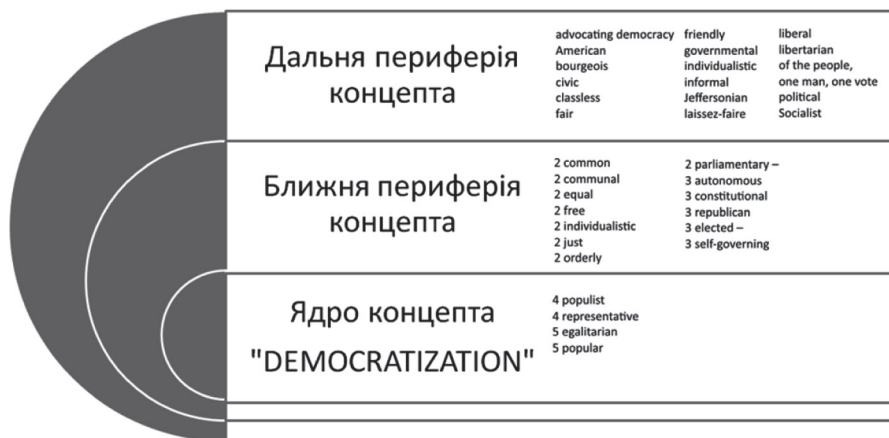 Дальня периферія
концепта
advocating democracy
American
bourgeois
civic
classless
fair
friendly
governmental
individualistic
informal
Jeffersonian
laissez-faire
liberal
libertarian
of the people,
one man, one vote
political
Socialist
Ближня периферія
концепта
2 common
2 communal
2 equal
2 free
2 individualistic
2 just
2 orderly
2 parliamentary –
3 autonomous
3 constitutional
3 republican
3 elected –
3 self-governing
Ядро концепта
"DEMOCRATIZATION"
4 populist
4 representative
5 egalitarian
5 popular